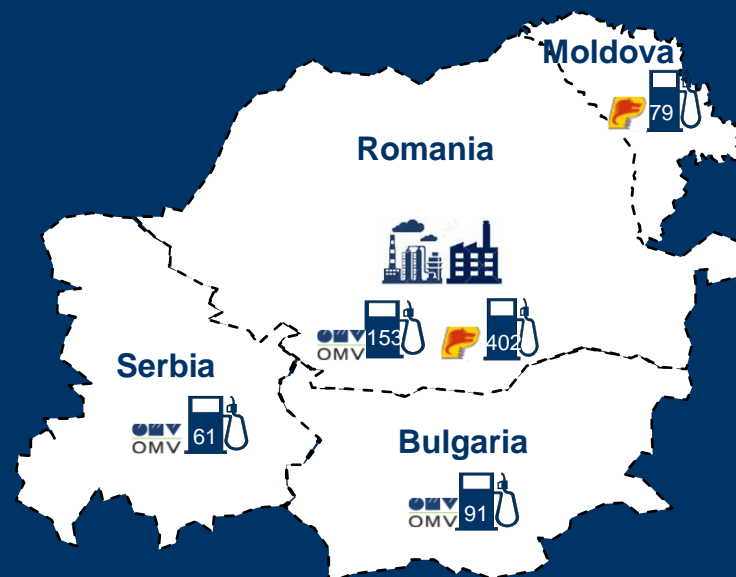 Moldova
79
Romania
OMV
153
402
Serbia
OMV
61
Bulgaria
OMV
91